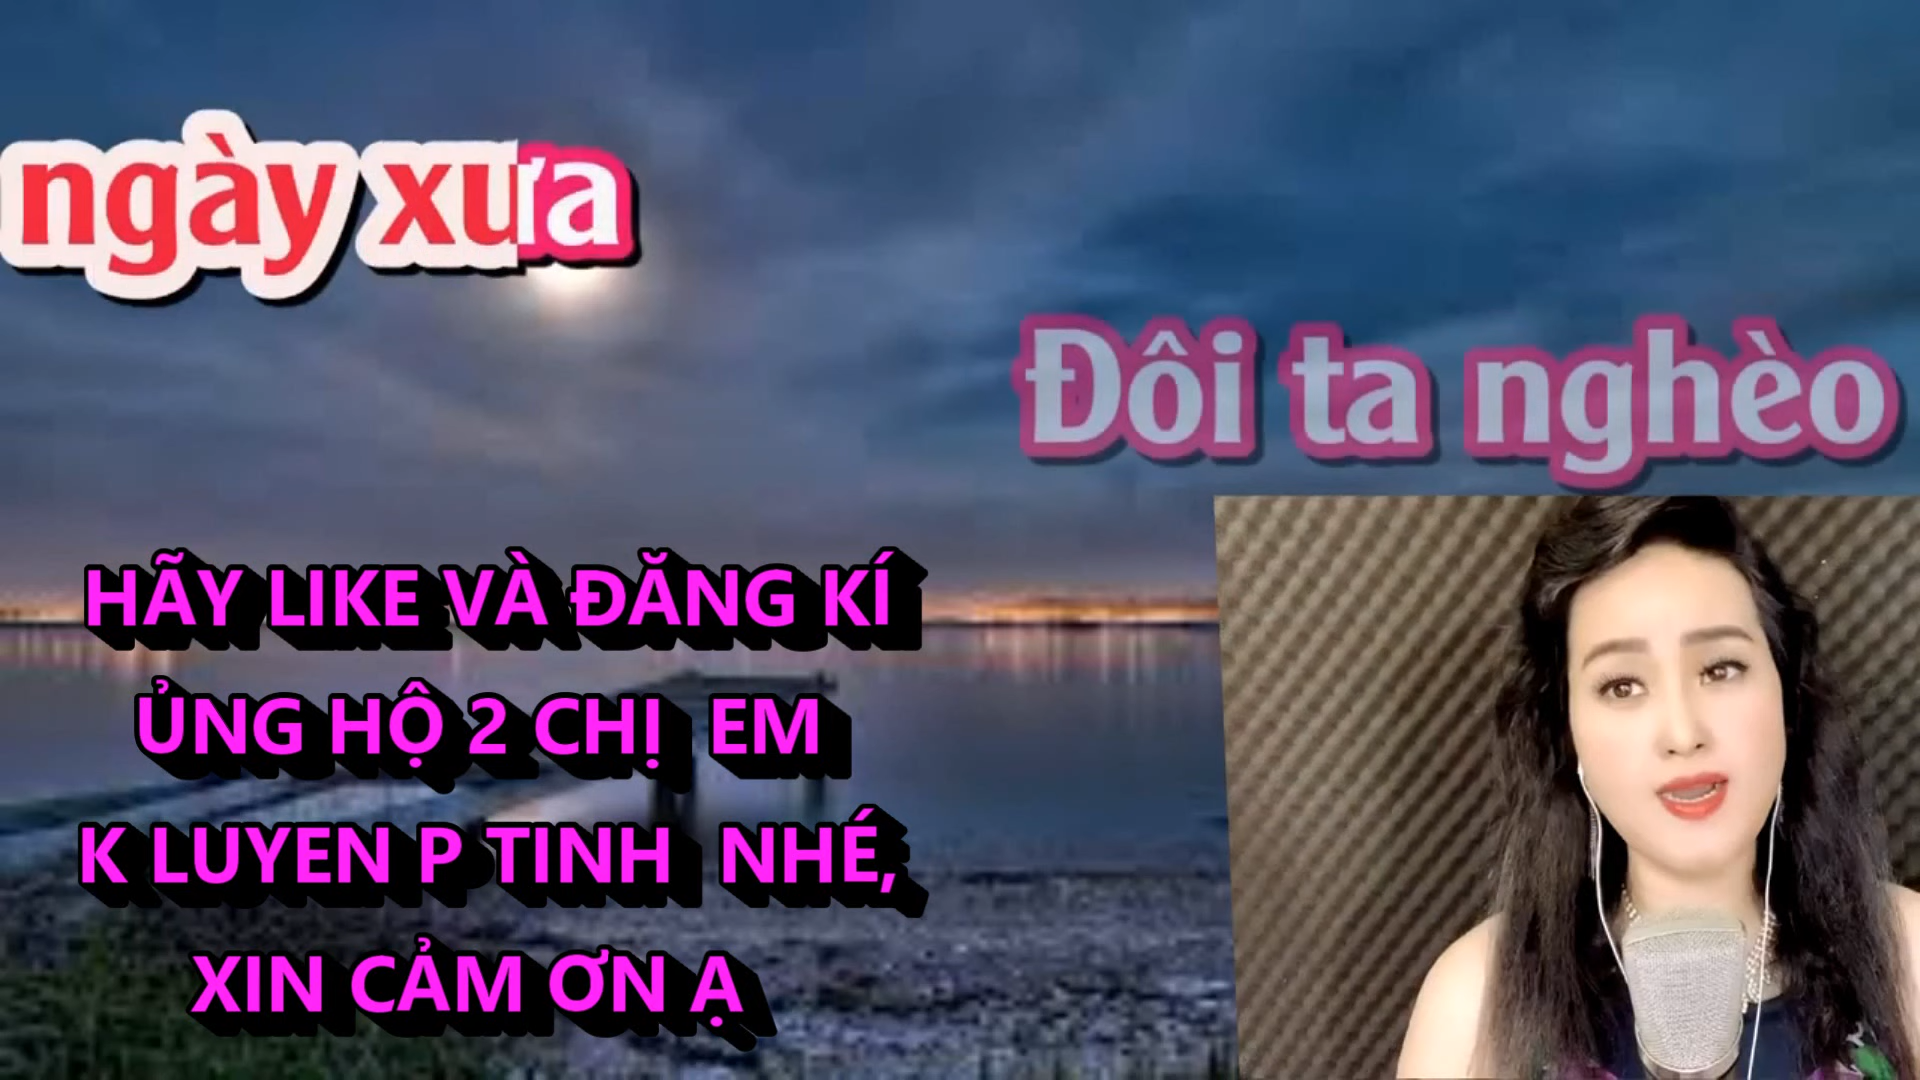 ngày xưa
Đôi ta nghèo
HÃY LIKE VÀ ĐĂNG KÍ
ỦNG HỘ 2 CHỊ EM
K LUYEN P TINH NHÉ,
XIN CẢM ƠN Ạ